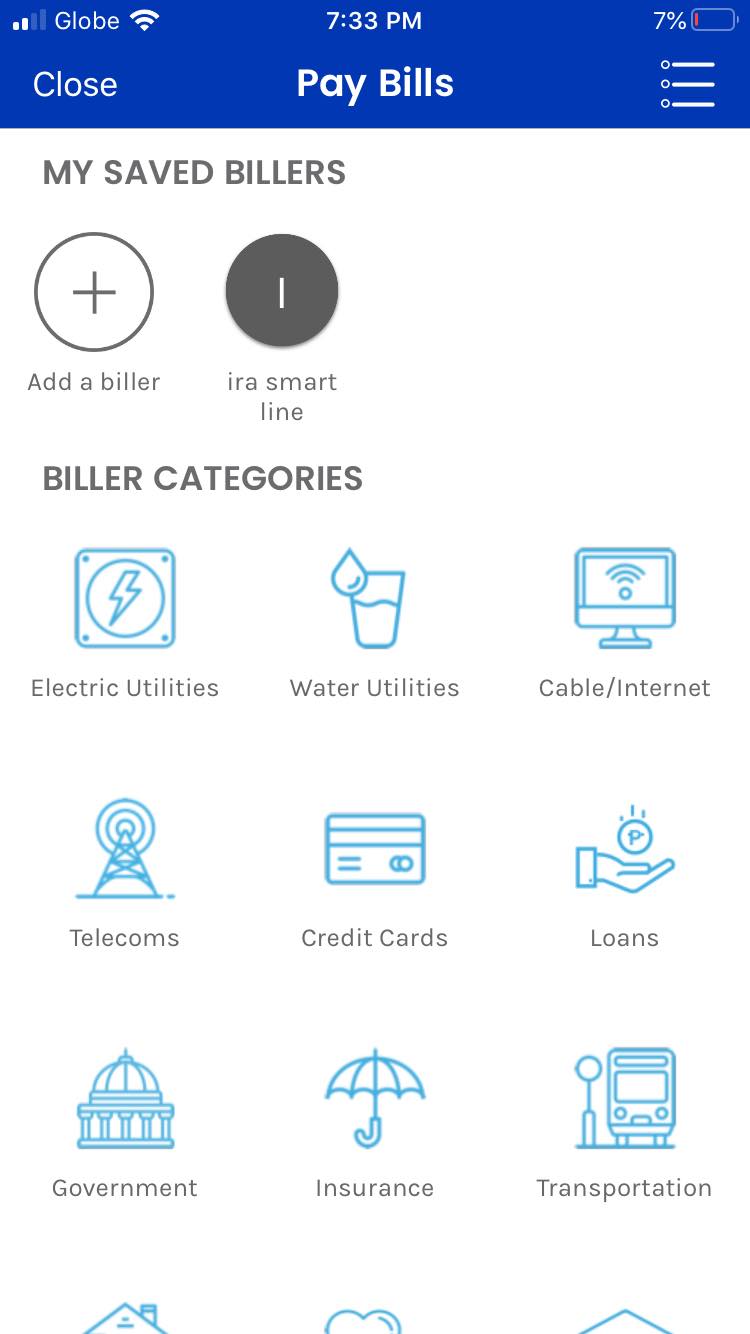 Globe 7:33 PM 7%
Close Pay Bills
MY SAVED BILLERS
I
Add a biller ira smart
line
BILLER CATEGORIES
Electric Utilities Water Utilities Cable/Internet
P
Telecoms Credit Cards Loans
Government Insurance Transportation